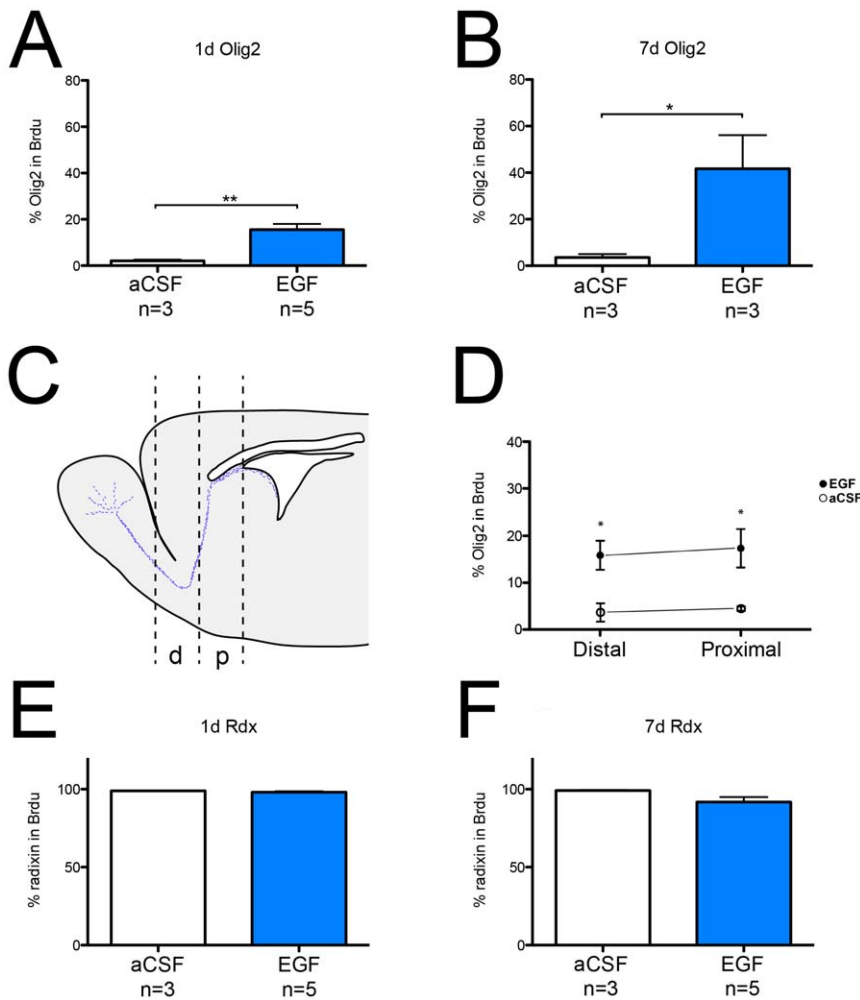 A
1d Olig2
% Olig2 in Brdu
80
60
40
20
0
**
aCSF
n=3
EGF
n=5
B
7d Olig2
% Olig2 in Brdu
80
60
40
20
0
*
aCSF
n=3
EGF
n=3
C
d
p
D
% Olig2 in Brdu
40
30
20
10
0
*
*
EGF
aCSF
Distal
Proximal
E
1d Rdx
% radixin in Brdu
100
50
0
aCSF
n=3
EGF
n=5
F
7d Rdx
% radixin in Brdu
100
50
0
aCSF
n=3
EGF
n=5